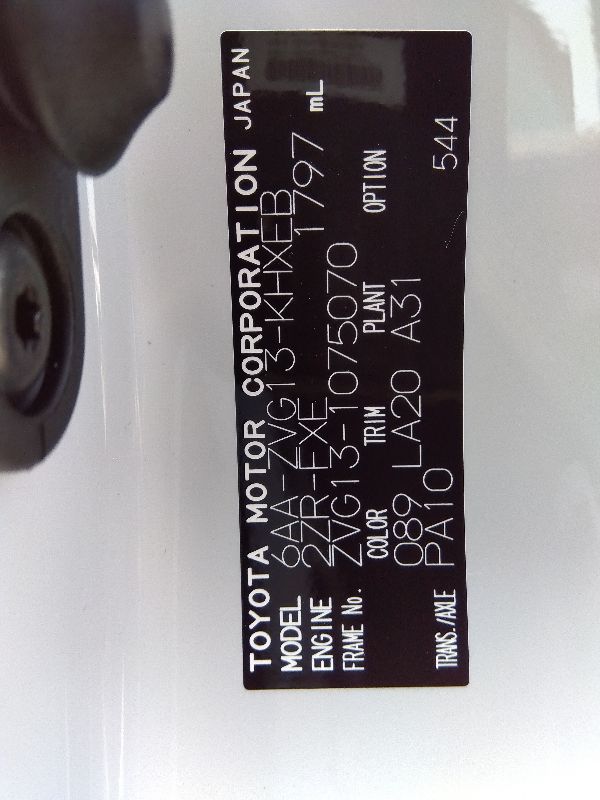 TOYOTA MOTOR CORPORATION JAPAN
MODEL 6AA-ZVG13-KHXEB
ENGINE 2ZR-FXE 1797 mL
FRAME No. ZVG13-1075070
COLOR TRIM PLANT OPTION
089 LA20 A31
TRANS./AXLE PA10 544